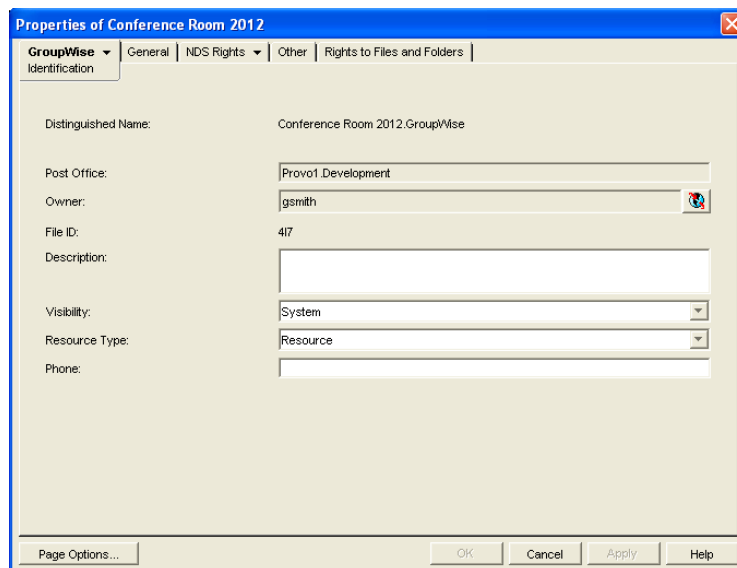 Properties of Conference Room 2012
GroupWise General NDS Rights Other Rights to Files and Folders
Identification
Distinguished Name: Conference Room 2012.GroupWise
Post Office: Provo1.Development
Owner: gsmith
File ID: 4I7
Description:
Visibility: System
Resource Type: Resource
Phone:
Page Options... OK Cancel Apply Help